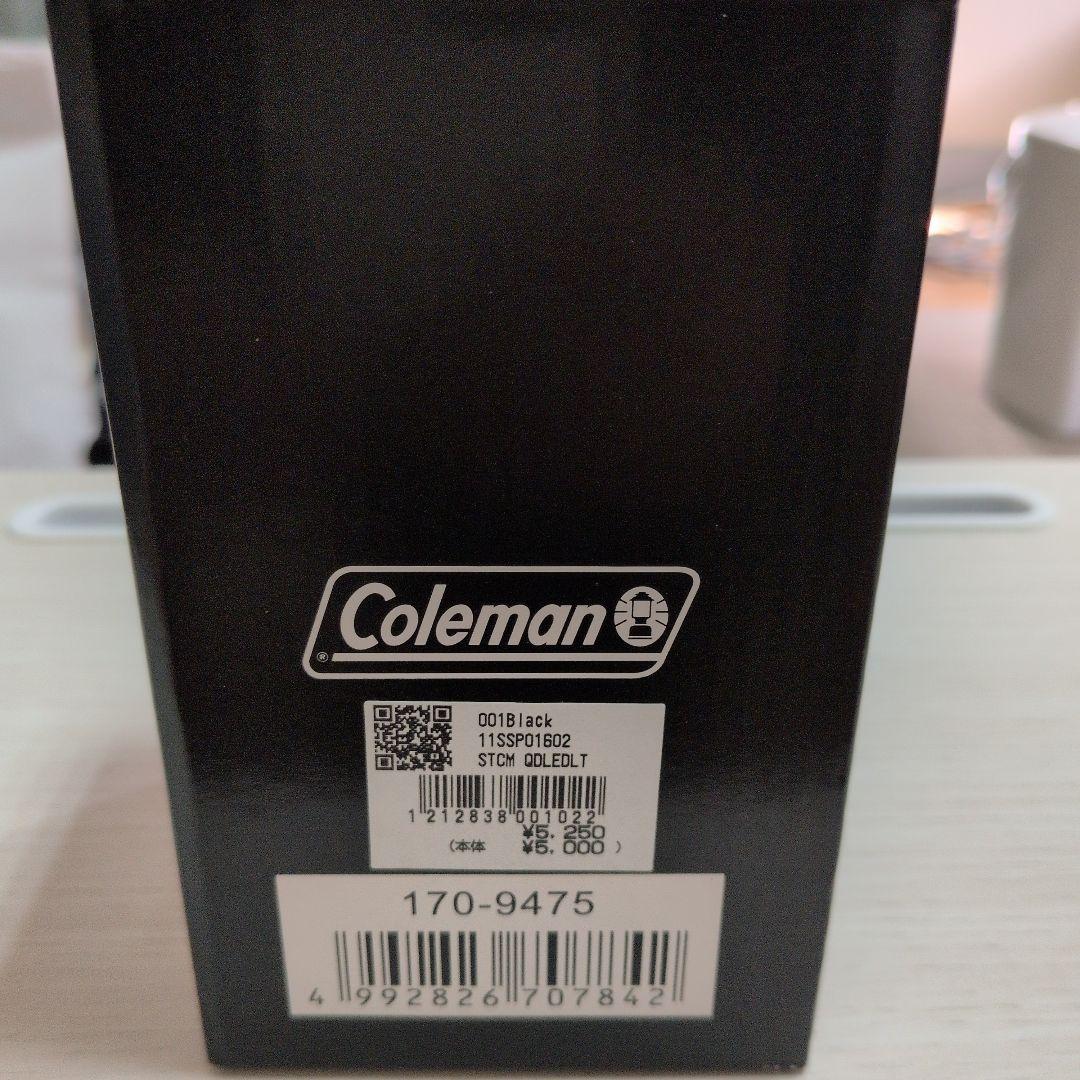 Coleman
®
001Black
11SSP01602
STCM QDLEDLT
1 212838 001022
¥5,250
(本体 ¥5,000 )
170-9475
4 992826 707842